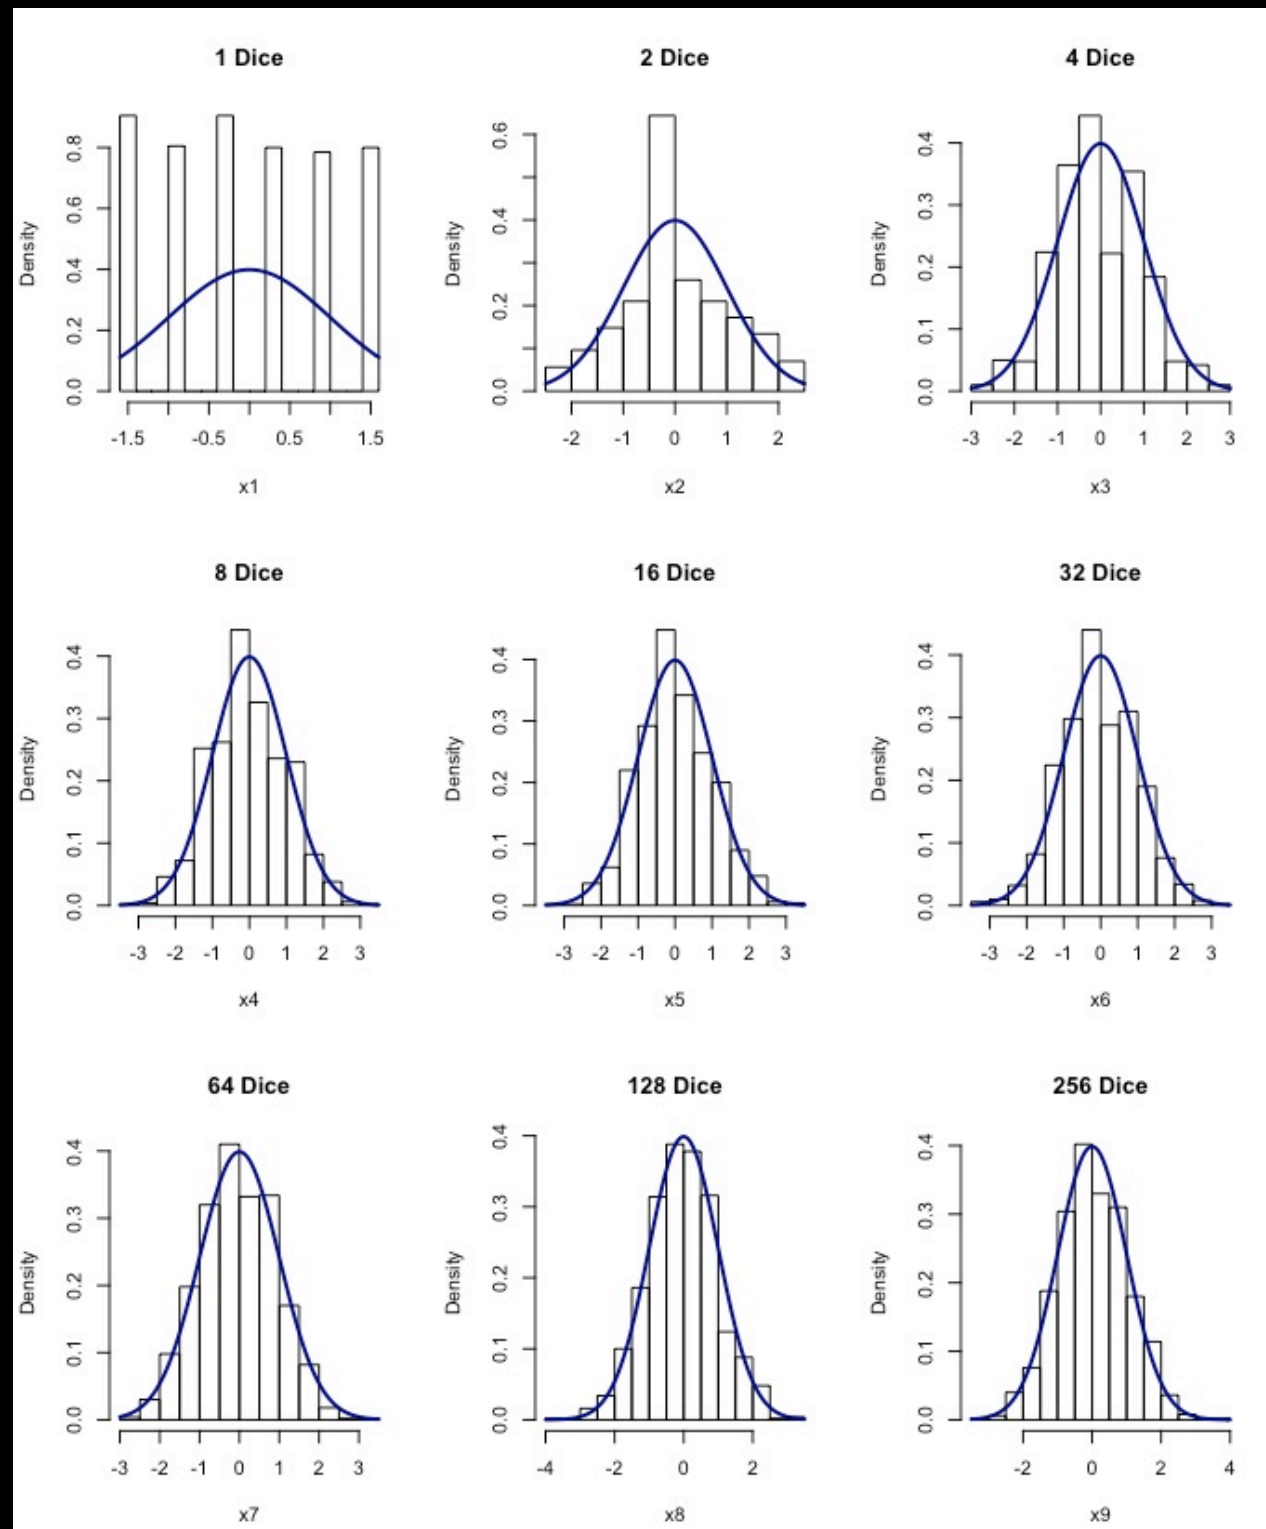 1 Dice
Density
0.0 0.2 0.4 0.6 0.8
-1.5 -0.5 0.5 1.5
x1
2 Dice
Density
0.0 0.2 0.4 0.6
-2 -1 0 1 2
x2
4 Dice
Density
0.0 0.1 0.2 0.3 0.4
-3 -2 -1 0 1 2 3
x3
8 Dice
Density
0.0 0.1 0.2 0.3 0.4
-3 -2 -1 0 1 2 3
x4
16 Dice
Density
0.0 0.1 0.2 0.3 0.4
-3 -2 -1 0 1 2 3
x5
32 Dice
Density
0.0 0.1 0.2 0.3 0.4
-3 -2 -1 0 1 2 3
x6
64 Dice
Density
0.0 0.1 0.2 0.3 0.4
-3 -2 -1 0 1 2 3
x7
128 Dice
Density
0.0 0.1 0.2 0.3 0.4
-4 -2 0 2
x8
256 Dice
Density
0.0 0.1 0.2 0.3 0.4
-2 0 2 4
x9